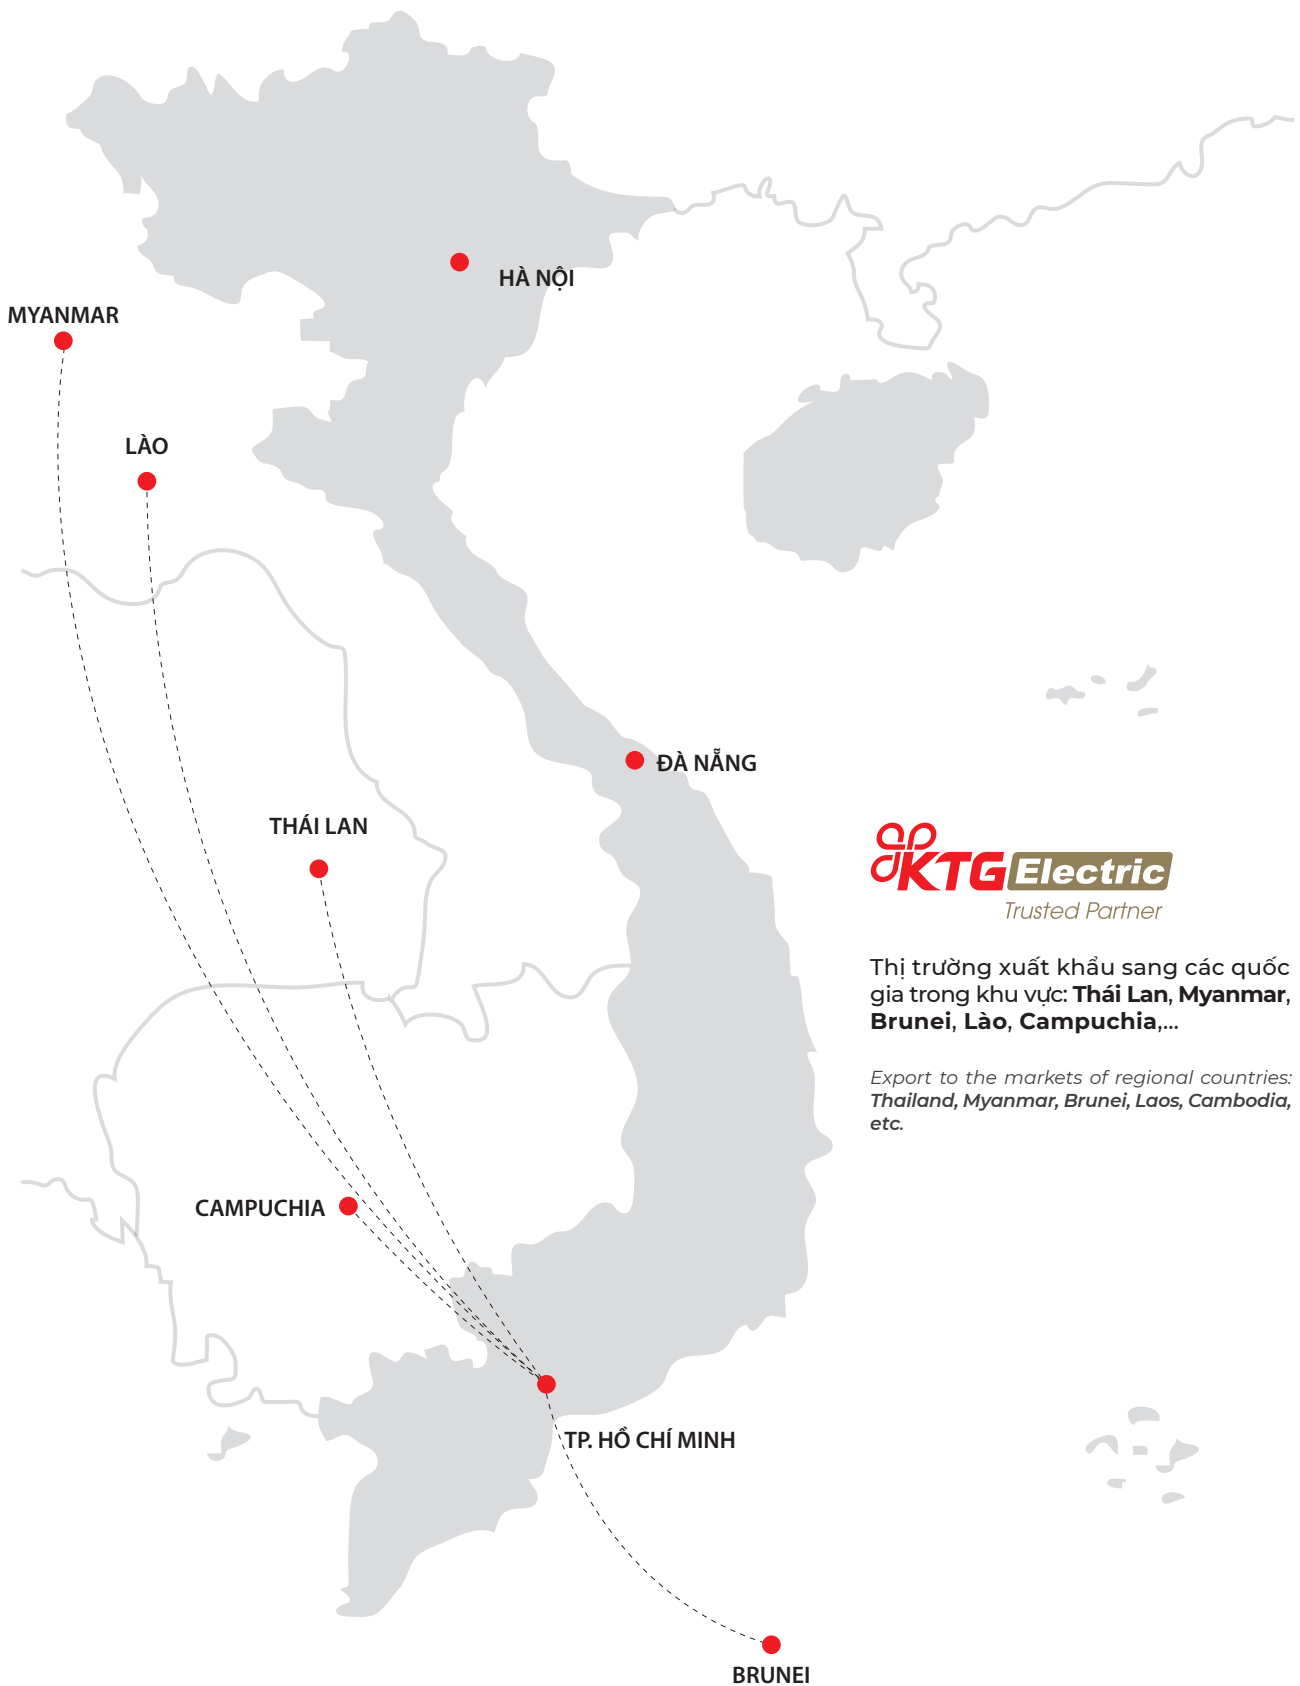 HÀ NỘI
MYANMAR
LÀO
ĐÀ NẴNG
THÁI LAN
KTG Electric
Trusted Partner
Thị trường xuất khẩu sang các quốc
gia trong khu vực: Thái Lan, Myanmar,
Brunei, Lào, Campuchia,...
Export to the markets of regional countries:
Thailand, Myanmar, Brunei, Laos, Cambodia,
etc.
CAMPUCHIA
TP. HỒ CHÍ MINH
BRUNEI